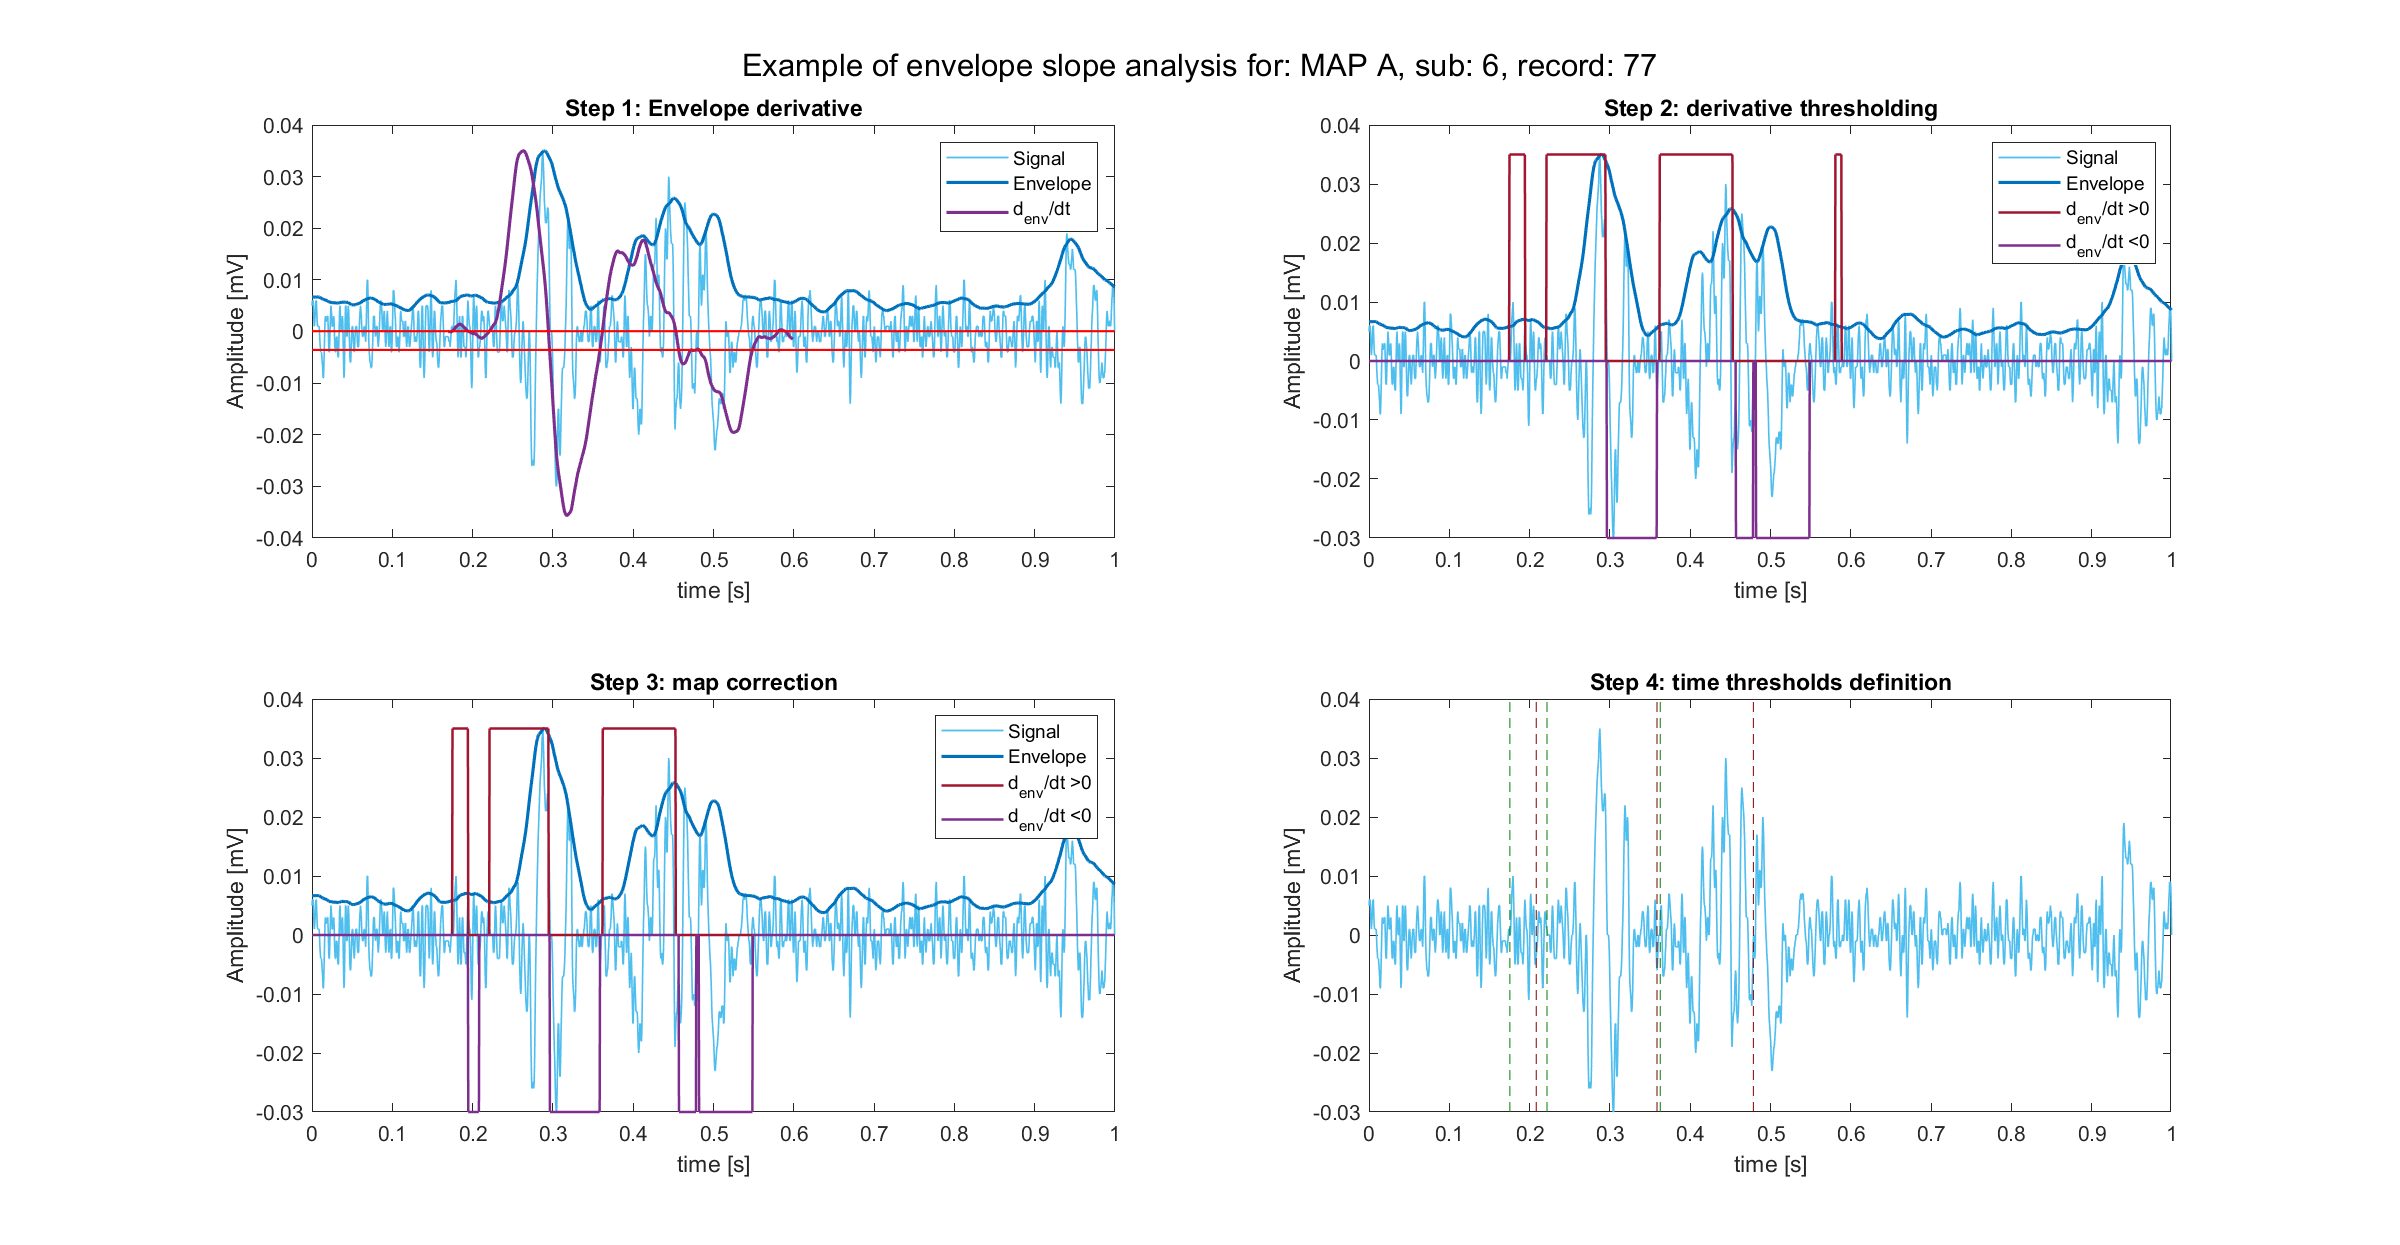 Example of envelope slope analysis for: MAP A, sub: 6, record: 77
Step 1: Envelope derivative
Amplitude [mV]
0.04
0.03
0.02
0.01
0
-0.01
-0.02
-0.03
-0.04
0 0.1 0.2 0.3 0.4 0.5 0.6 0.7 0.8 0.9 1
time [s]
Signal
Envelope
d_env/dt
Step 2: derivative thresholding
Amplitude [mV]
0.04
0.03
0.02
0.01
0
-0.01
-0.02
-0.03
0 0.1 0.2 0.3 0.4 0.5 0.6 0.7 0.8 0.9 1
time [s]
Signal
Envelope
d_env/dt >0
d_env/dt <0
Step 3: map correction
Amplitude [mV]
0.04
0.03
0.02
0.01
0
-0.01
-0.02
-0.03
0 0.1 0.2 0.3 0.4 0.5 0.6 0.7 0.8 0.9 1
time [s]
Signal
Envelope
d_env/dt >0
d_env/dt <0
Step 4: time thresholds definition
Amplitude [mV]
0.04
0.03
0.02
0.01
0
-0.01
-0.02
-0.03
0 0.1 0.2 0.3 0.4 0.5 0.6 0.7 0.8 0.9 1
time [s]